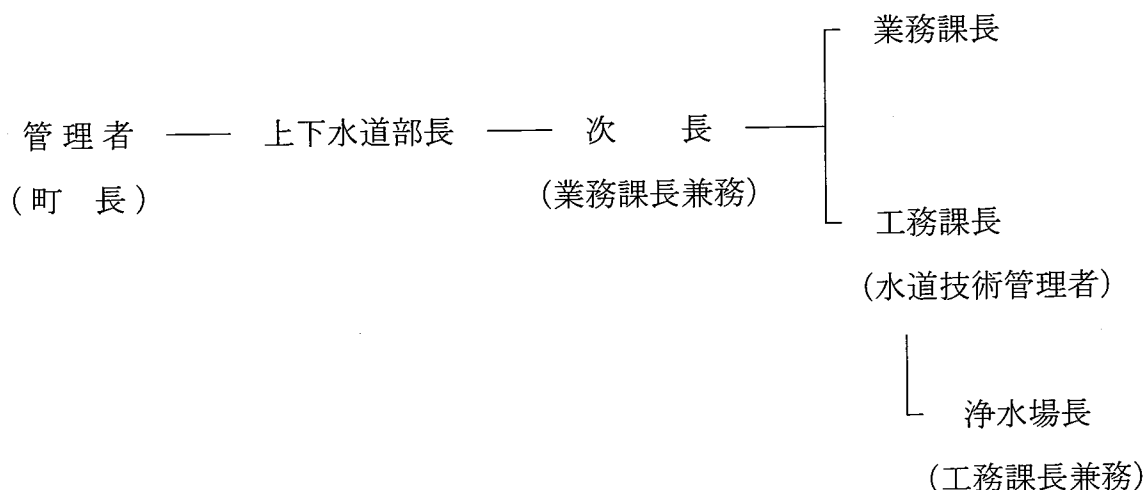 業務課長
管理者 上下水道部長 次 長
(町 長) (業務課長兼務)
工務課長
(水道技術管理者)
浄水場長
(工務課長兼務)